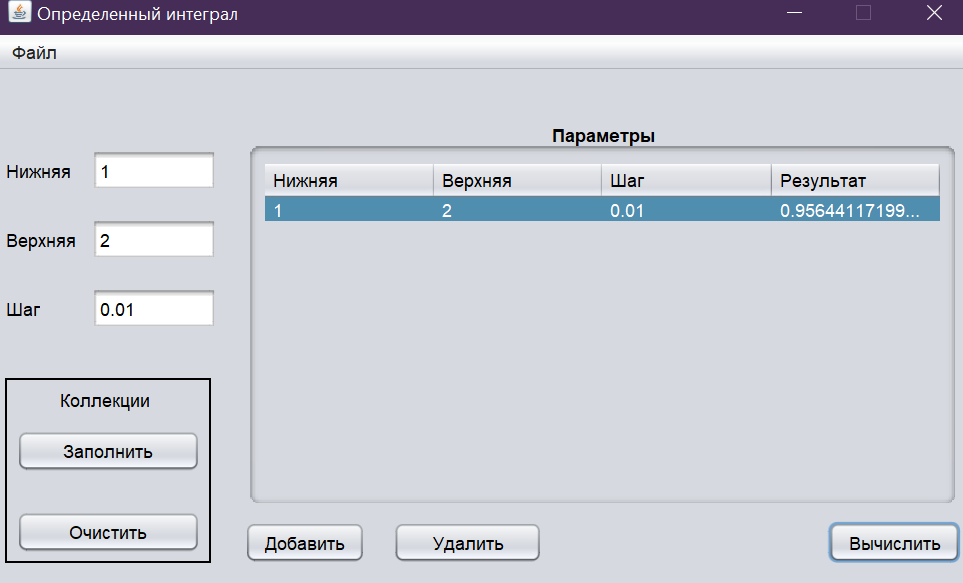 Определенный интеграл
Файл
Параметры
Нижняя 1
Верхняя 2
Шаг 0.01
Нижняя Верхняя Шаг Результат
1 2 0.01 0.95644117199...
Коллекции
Заполнить
Очистить
Добавить Удалить Вычислить